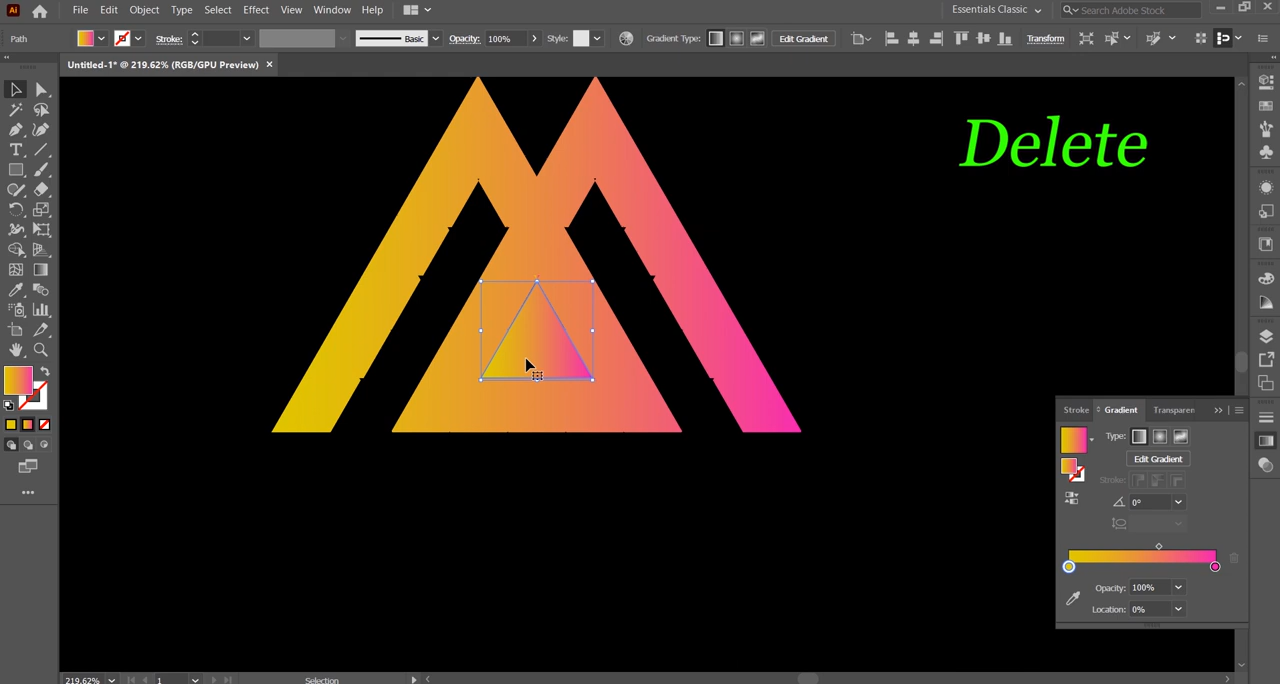 Ai File Edit Object Type Select Effect View Window Help Essentials Classic Search Adobe Stock
Path Stroke: Basic Opacity: 100% Style: Gradient Type: Edit Gradient Transform
Untitled-1* @ 219.62% (RGB/GPU Preview) ×
Delete
Stroke Gradient Transparen
Type:
Edit Gradient
Stroke:
0°
Opacity: 100%
Location: 0%
219.62% 1 Selection